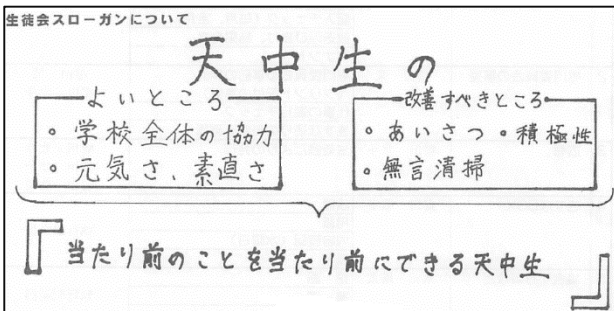 生徒会スローガンについて
天中生の
よいところ
・学校全体の協力
・元気さ、素直さ
改善すべきところ
・あいさつ ・積極性
・無言清掃
『当たり前のことを当たり前にできる天中生』